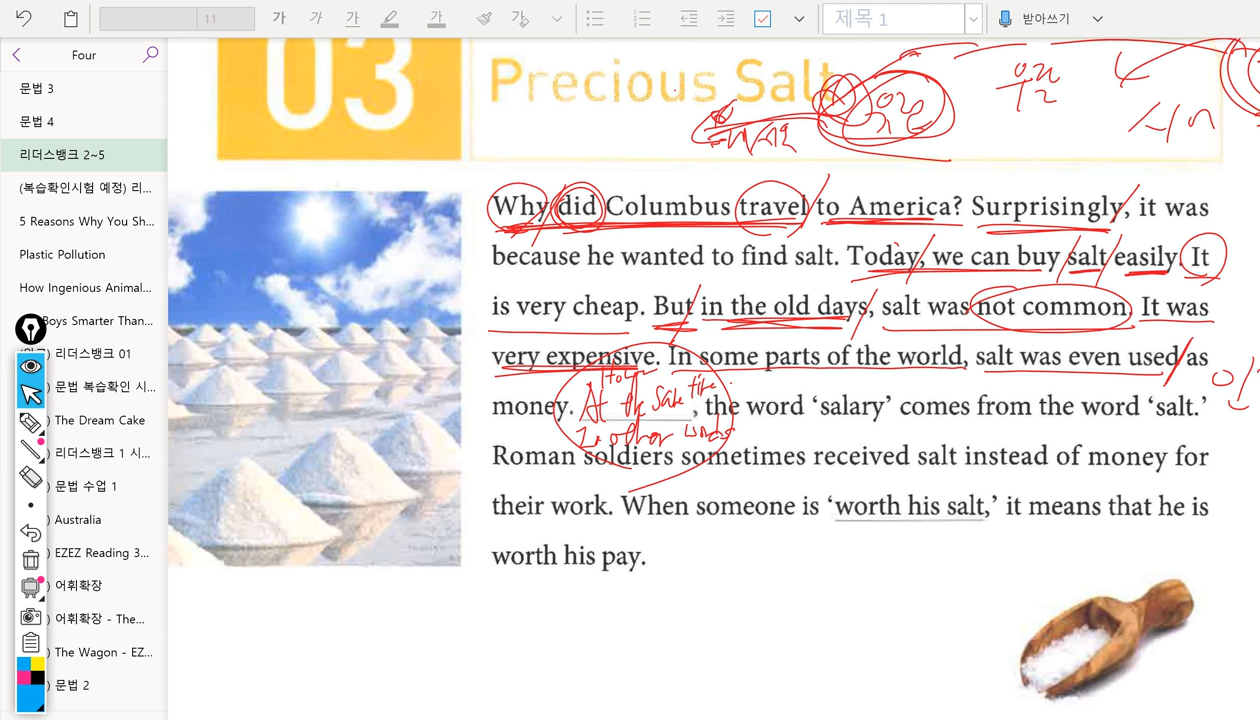 11
가
가
가
가
가
제목 1
받아쓰기
Four
문법 3
문법 4
리더스뱅크 2~5
(복습확인시험 예정) 리...
5 Reasons Why You Sh...
Plastic Pollution
How Ingenious Animal...
Boys Smarter Than...
리더스뱅크 01
) 문법 복습확인 시...
) The Dream Cake
) 리더스뱅크 1 시...
) 문법 수업 1
) Australia
) EZEZ Reading 3...
) 어휘확장
) 어휘확장 - The...
) The Wagon - EZ...
) 문법 2
03
Precious Salt
Why did Columbus travel to America? Surprisingly, it was
because he wanted to find salt. Today, we can buy salt easily. It
is very cheap. But in the old days, salt was not common. It was
very expensive. In some parts of the world, salt was even used as
At the same time
money. , the word ‘salary’ comes from the word ‘salt.’
In other words
Roman soldiers sometimes received salt instead of money for
their work. When someone is ‘worth his salt,’ it means that he is
worth his pay.